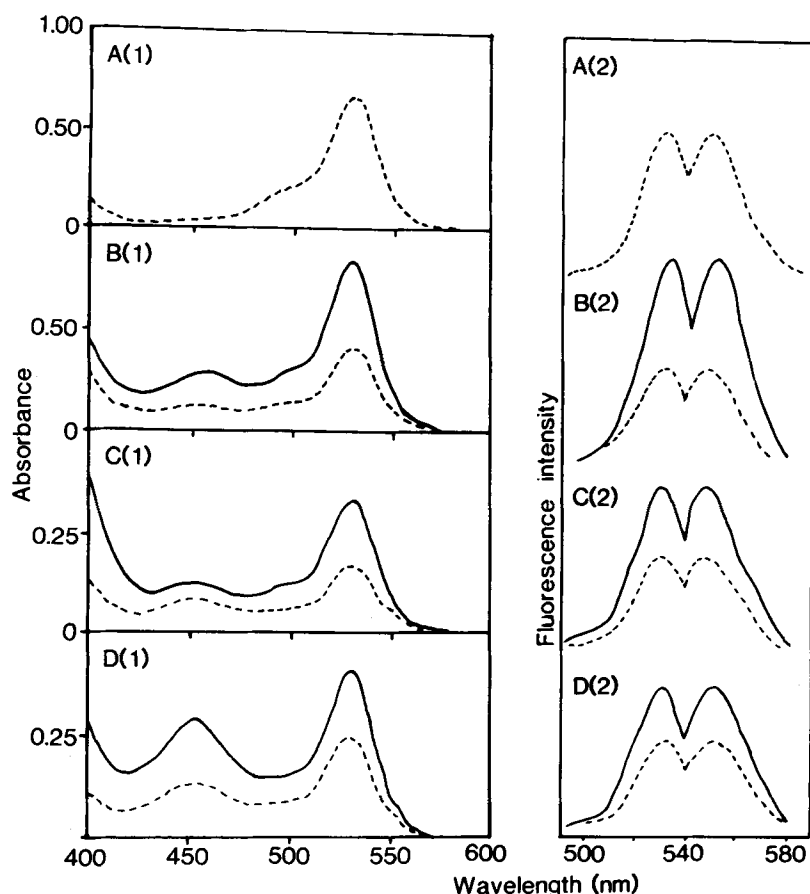 1.00
A(1)
0.50
0
B(1)
0.50
0
C(1)
0.25
0
D(1)
0.25
400 450 500 550 600
Absorbance
A(2)
B(2)
C(2)
D(2)
500 540 580
Fluorescence intensity
Wavelength (nm)